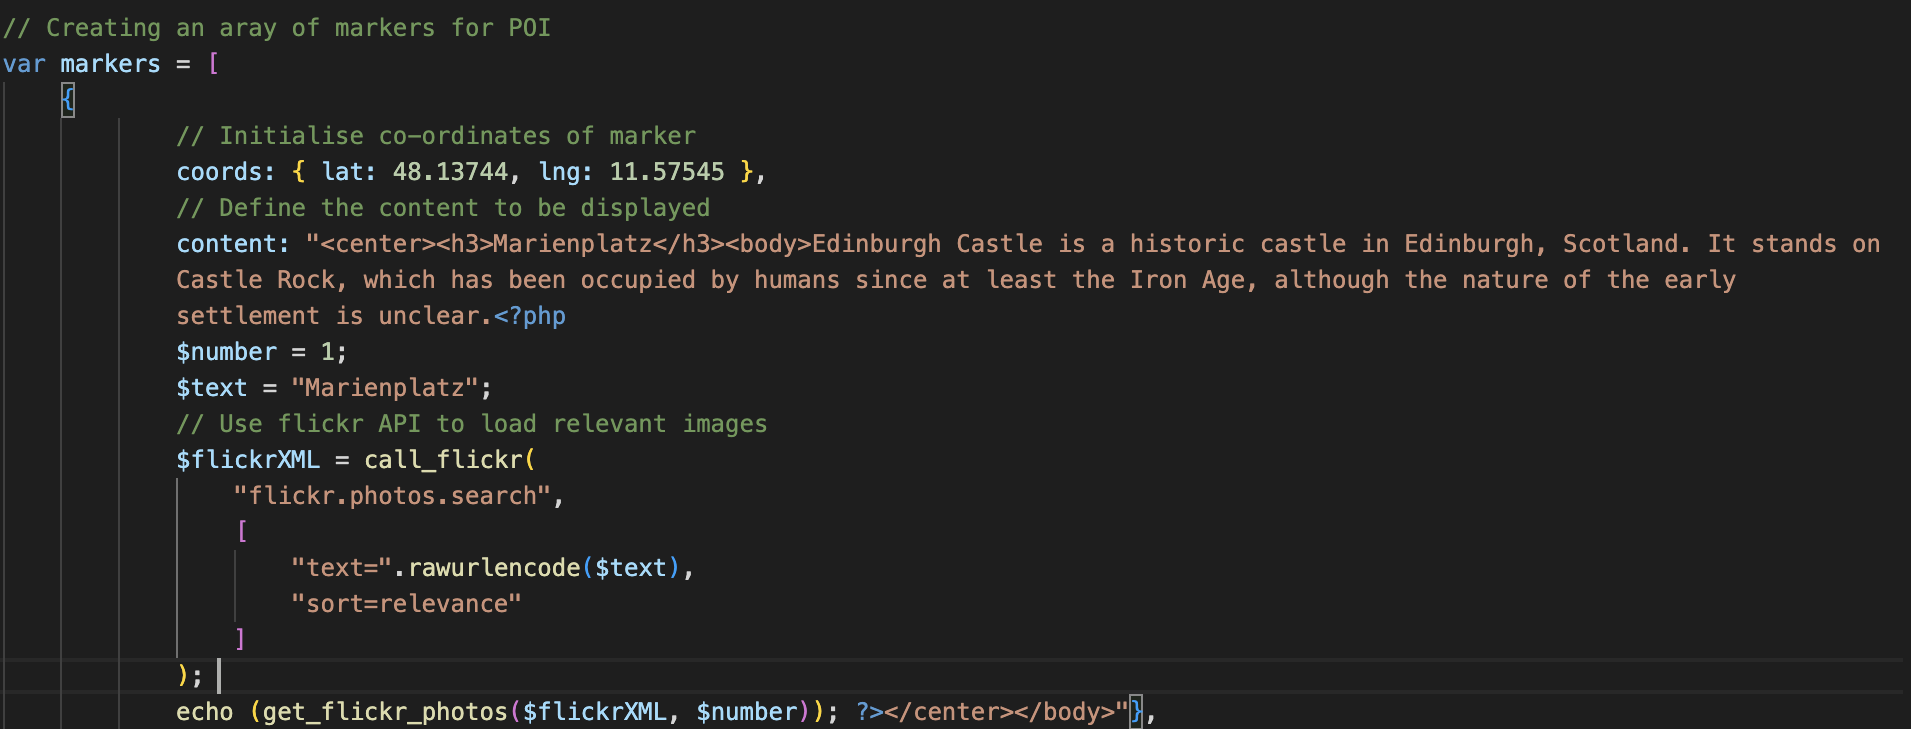 // Creating an aray of markers for POI
var markers = [
{
// Initialise co-ordinates of marker
coords: { lat: 48.13744, lng: 11.57545 },
// Define the content to be displayed
content: "<center><h3>Marienplatz</h3><body>Edinburgh Castle is a historic castle in Edinburgh, Scotland. It stands on
Castle Rock, which has been occupied by humans since at least the Iron Age, although the nature of the early
settlement is unclear.<?php
$number = 1;
$text = "Marienplatz";
// Use flickr API to load relevant images
$flickrXML = call_flickr(
"flickr.photos.search",
[
"text=".rawurlencode($text),
"sort=relevance"
]
);
echo (get_flickr_photos($flickrXML, $number)); ?></center></body>"},